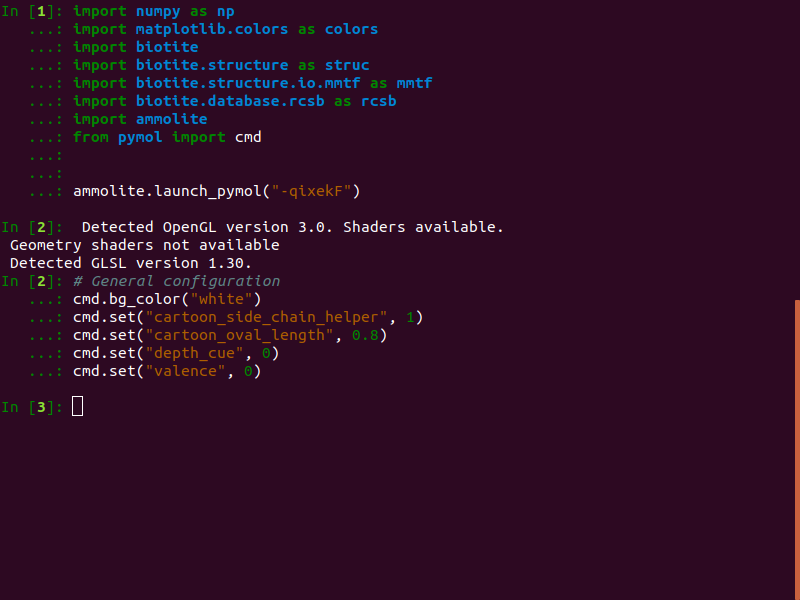 In [1]: import numpy as np
   ...: import matplotlib.colors as colors
   ...: import biotite
   ...: import biotite.structure as struc
   ...: import biotite.structure.io.mmtf as mmtf
   ...: import biotite.database.rcsb as rcsb
   ...: import ammolite
   ...: from pymol import cmd
   ...:
   ...:
   ...: ammolite.launch_pymol("-qixekF")
In [2]:  Detected OpenGL version 3.0. Shaders available.
 Geometry shaders not available
 Detected GLSL version 1.30.
In [2]: # General configuration
   ...: cmd.bg_color("white")
   ...: cmd.set("cartoon_side_chain_helper", 1)
   ...: cmd.set("cartoon_oval_length", 0.8)
   ...: cmd.set("depth_cue", 0)
   ...: cmd.set("valence", 0)
In [3]: